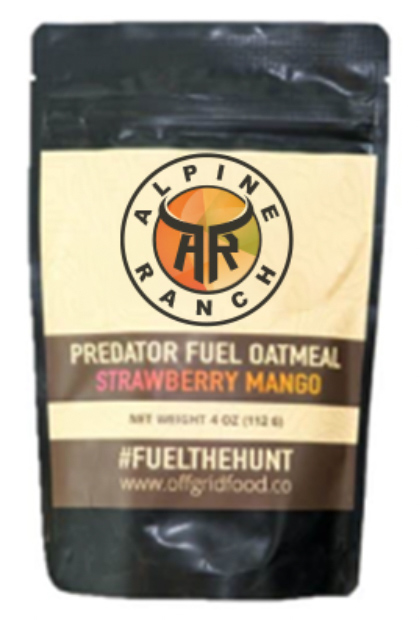 ALPINE
RANCH
AR
PREDATOR FUEL OATMEAL
STRAWBERRY MANGO
NET WEIGHT 4 OZ (112 G)
#FUELTHEHUNT
www.offgridfood.co